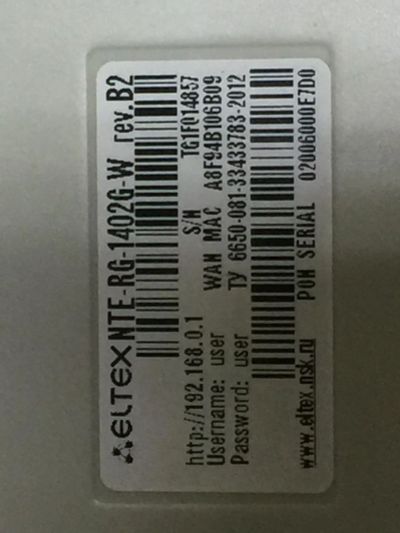 ELTEX NTE-RG-1402G-W rev.B2
http://192.168.0.1 S/N TG1F014857
Username: user WAN MAC A8F94B106B09
Password: user ТУ 6650-081-33433783-2012
www.eltex.nsk.ru PON SERIAL 02006000E7D0